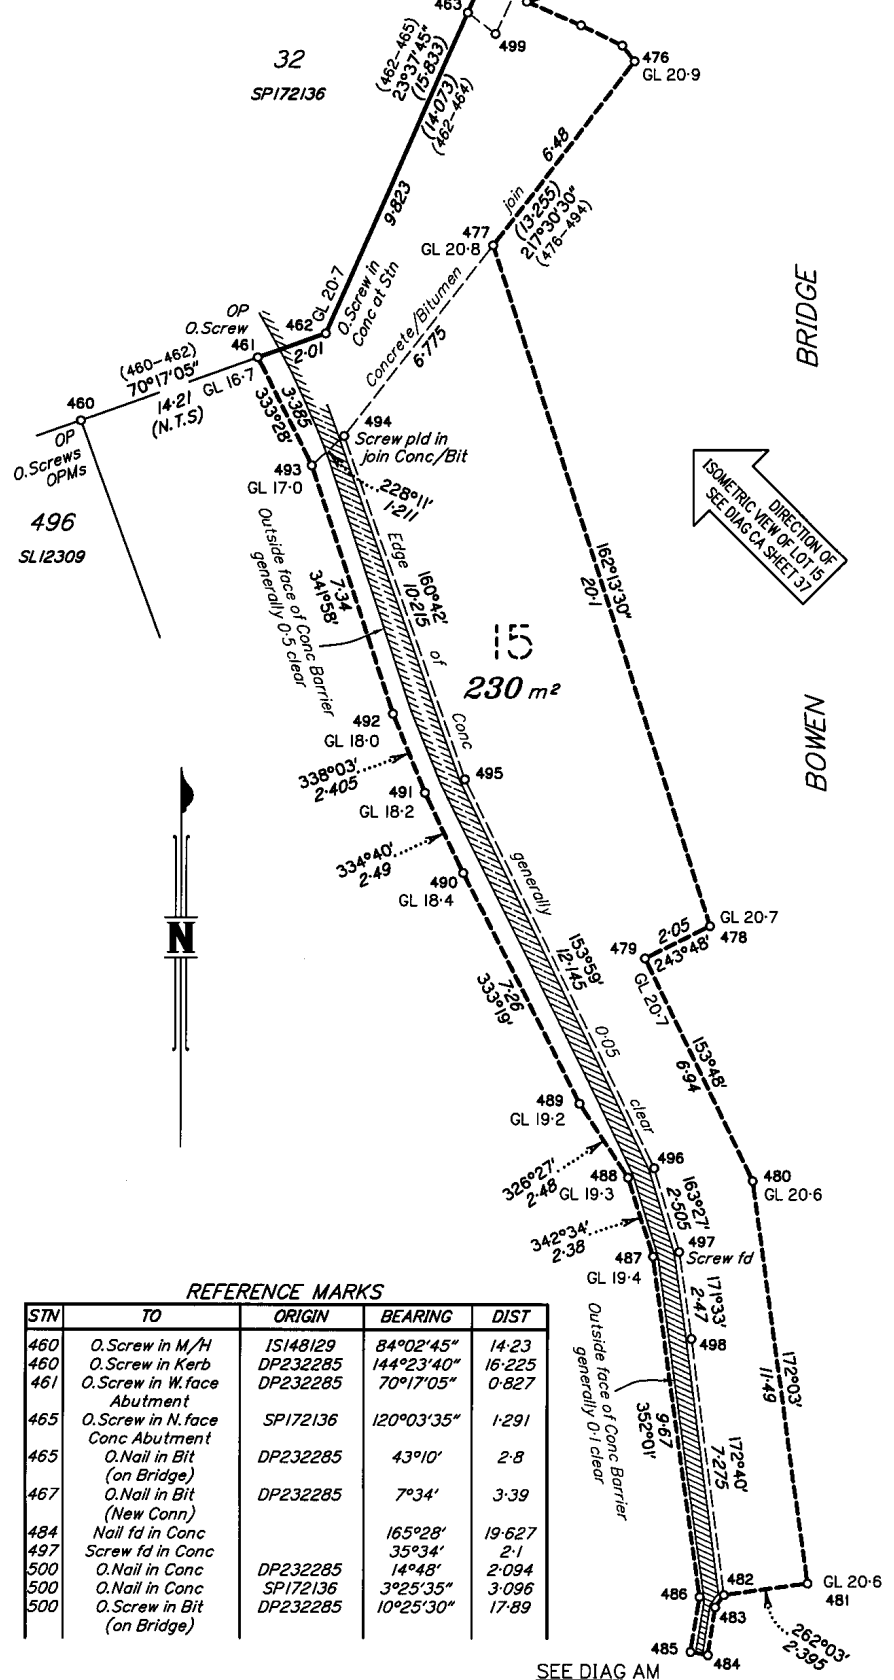 463
499
476
GL 20·9
32
SP172136
(462-465)
23°37'45"
(15·833)
(14·073)
(462-464)
9·823
6·48
join
(13·255)
217°30'30"
(476-494)
477
GL 20·8
Concrete/Bitumen
6·775
BRIDGE
OP
O.Screw
461
462
GL 20·7
O.Screw in
Conc at Stn
2·01
(460-462)
70°17'05"
14·21
(N.T.S)
GL 16·7
460
OP
O.Screws
OPMs
496
SL12309
3·385
333°28'
494
Screw pld in
join Conc/Bit
493
GL 17·0
228°11'
1·211
DIRECTION OF
ISOMETRIC VIEW OF LOT 15
SEE DIAG CA SHEET 37
Outside face of Conc Barrier
generally 0·5 clear
7·34
341°58'
Edge of Conc generally 0·05 clear
160°42'
10·215
162°13'30"
20·1
15
230 m²
BOWEN
492
GL 18·0
338°03'
2·405
491
GL 18·2
495
334°40'
2·49
490
GL 18·4
N
7·26
333°19'
153°59'
12·145
GL 20·7
478
2·05
243°48'
479
GL 20·7
153°48'
6·94
489
GL 19·2
326°27'
2·48
488
GL 19·3
496
480
GL 20·6
163°27'
2·505
342°34'
2·38
487
GL 19·4
497
Screw fd
171°33'
2·47
498
Outside face of Conc Barrier
generally 0·1 clear
9·67
352°01'
172°40'
7·275
172°03'
11·49
REFERENCE MARKS
STN TO ORIGIN BEARING DIST
460 O.Screw in M/H IS148129 84°02'45" 14·23
460 O.Screw in Kerb DP232285 144°23'40" 16·225
461 O.Screw in W.face DP232285 70°17'05" 0·827
Abutment
465 O.Screw in N.face SP172136 120°03'35" 1·291
Conc Abutment
465 O.Nail in Bit DP232285 43°10' 2·8
(on Bridge)
467 O.Nail in Bit DP232285 7°34' 3·39
(New Conn)
484 Nail fd in Conc 165°28' 19·627
497 Screw fd in Conc 35°34' 2·1
500 O.Nail in Conc DP232285 14°48' 2·094
500 O.Nail in Conc SP172136 3°25'35" 3·096
500 O.Screw in Bit DP232285 10°25'30" 17·89
(on Bridge)
486
482
483
GL 20·6
481
262°03'
2·395
485
484
SEE DIAG AM